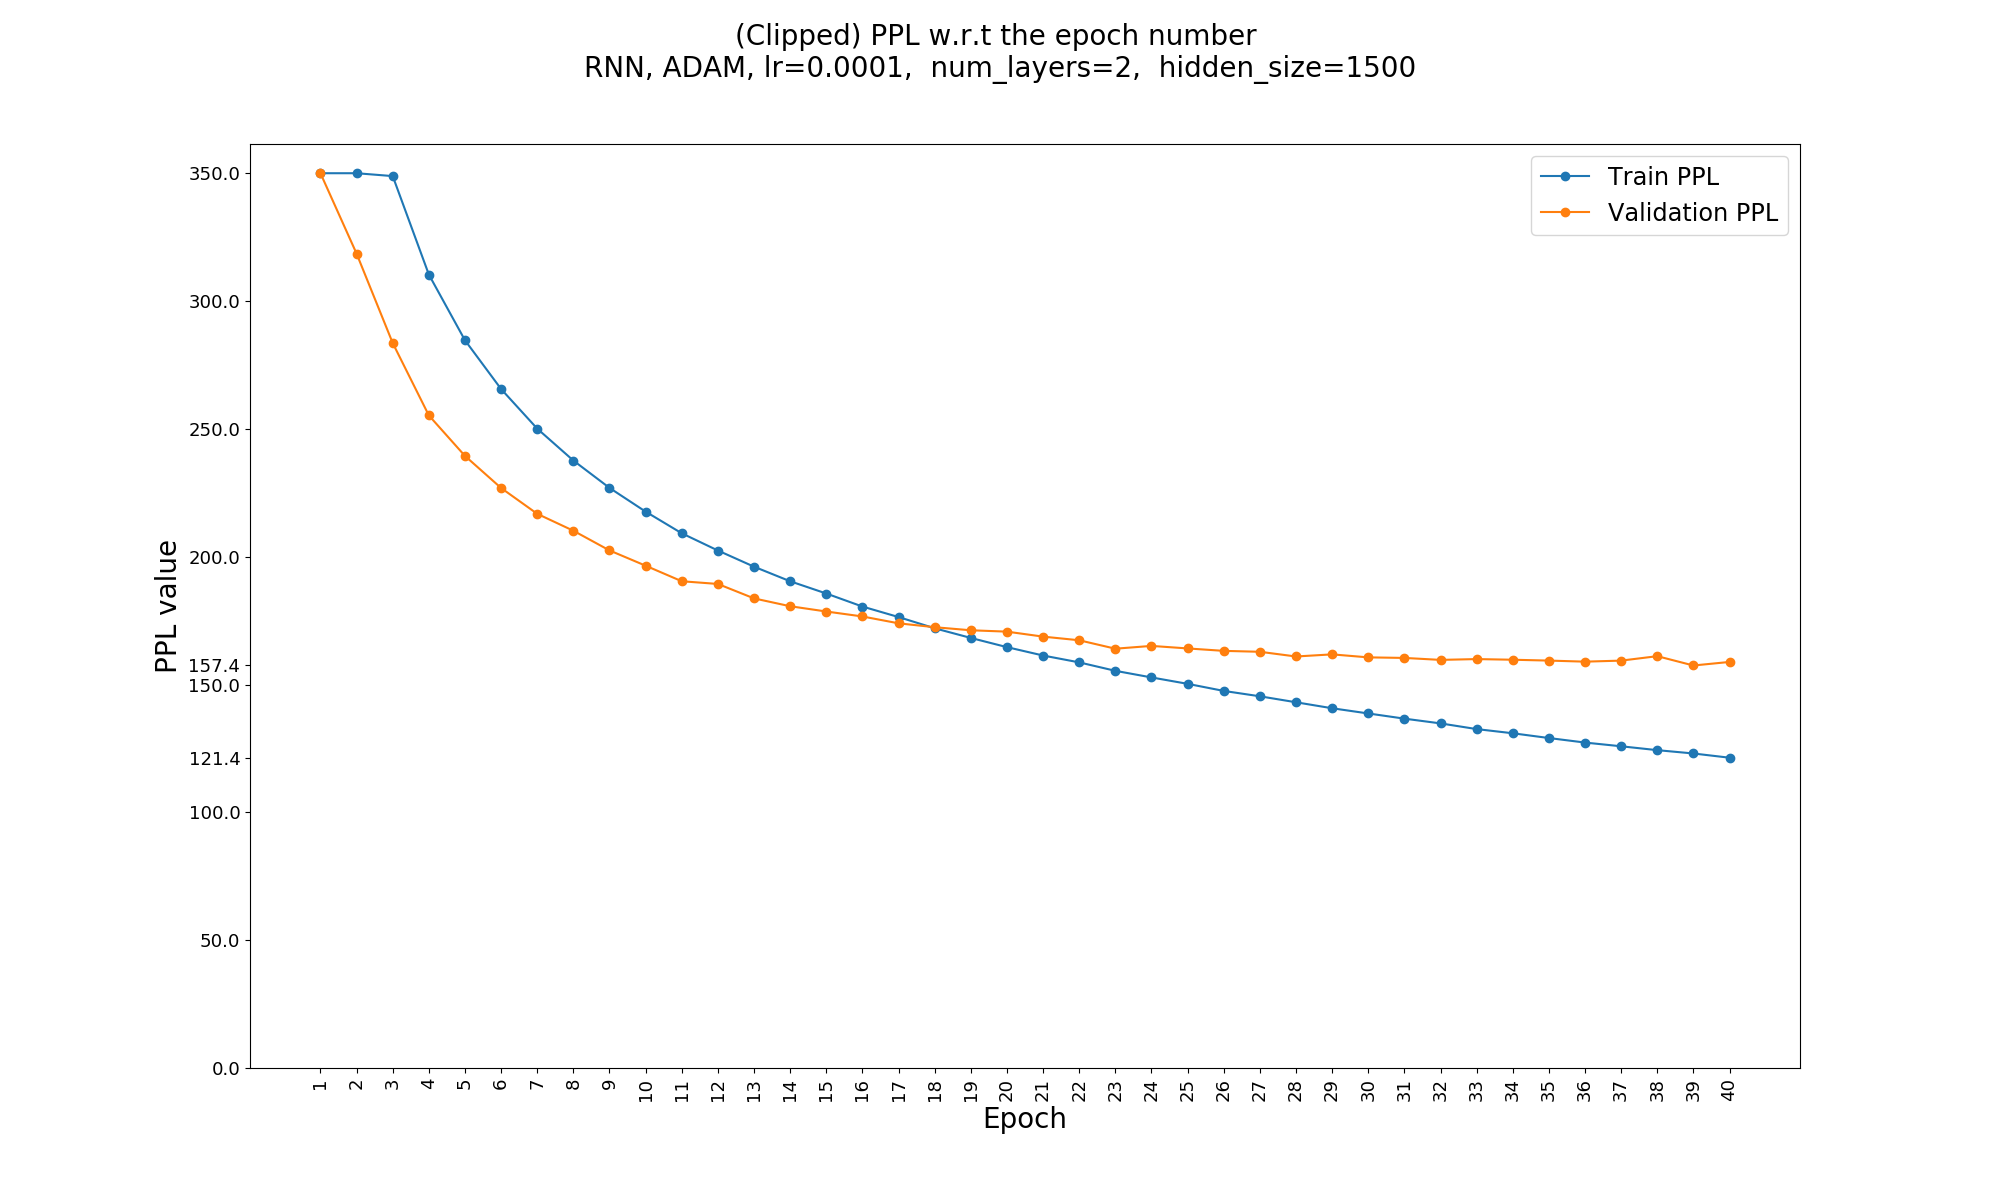 (Clipped) PPL w.r.t the epoch number
RNN, ADAM, lr=0.0001,  num_layers=2,  hidden_size=1500
Train PPL
Validation PPL
PPL value
350.0
300.0
250.0
200.0
157.4
150.0
121.4
100.0
50.0
0.0
1 2 3 4 5 6 7 8 9 10 11 12 13 14 15 16 17 18 19 20 21 22 23 24 25 26 27 28 29 30 31 32 33 34 35 36 37 38 39 40
Epoch